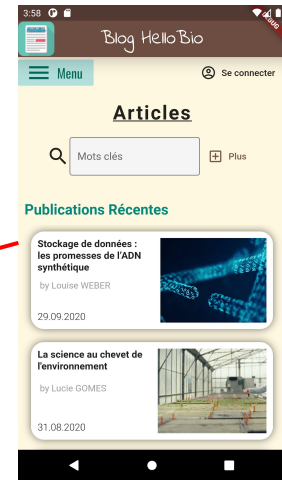 3:58
DEBUG
Blog HelloBio
Menu
Se connecter
Articles
Mots clés
Plus
Publications Récentes
Stockage de données :
les promesses de l'ADN
synthétique
by Louise WEBER
29.09.2020
La science au chevet de
l'environnement
by Lucie GOMES
31.08.2020